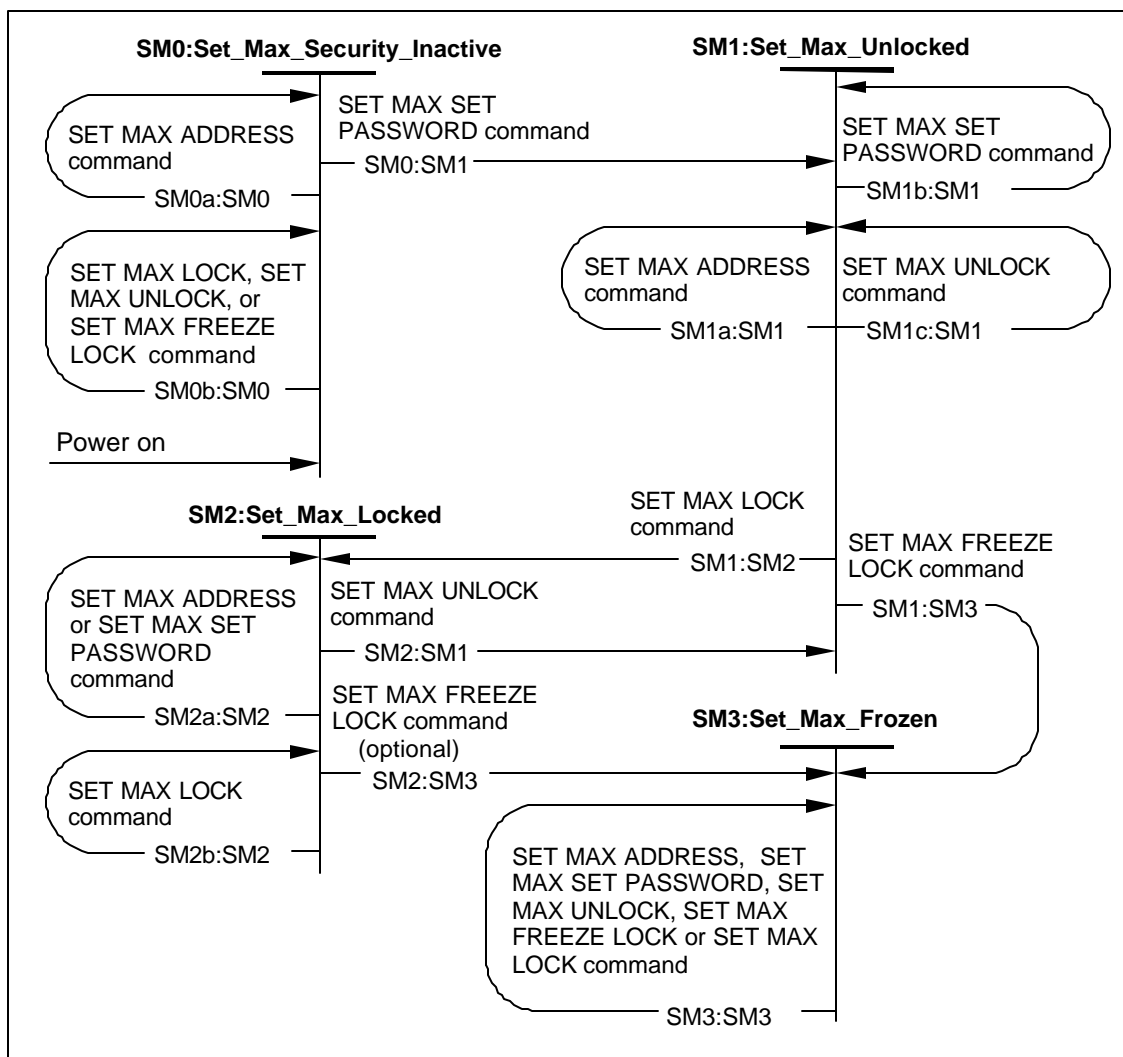 SM0:Set_Max_Security_Inactive
SET MAX ADDRESS
command
SM0a:SM0
SET MAX SET
PASSWORD command
SM0:SM1
SET MAX LOCK, SET
MAX UNLOCK, or
SET MAX FREEZE
LOCK command
SM0b:SM0
Power on
SM1:Set_Max_Unlocked
SET MAX SET
PASSWORD command
SM1b:SM1
SET MAX ADDRESS
command
SM1a:SM1
SET MAX UNLOCK
command
SM1c:SM1
SET MAX LOCK
command
SM1:SM2
SET MAX FREEZE
LOCK command
SM1:SM3
SM2:Set_Max_Locked
SET MAX ADDRESS
or SET MAX SET
PASSWORD
command
SM2a:SM2
SET MAX UNLOCK
command
SM2:SM1
SET MAX FREEZE
LOCK command
(optional)
SM2:SM3
SET MAX LOCK
command
SM2b:SM2
SM3:Set_Max_Frozen
SET MAX ADDRESS, SET
MAX SET PASSWORD, SET
MAX UNLOCK, SET MAX
FREEZE LOCK or SET MAX
LOCK command
SM3:SM3